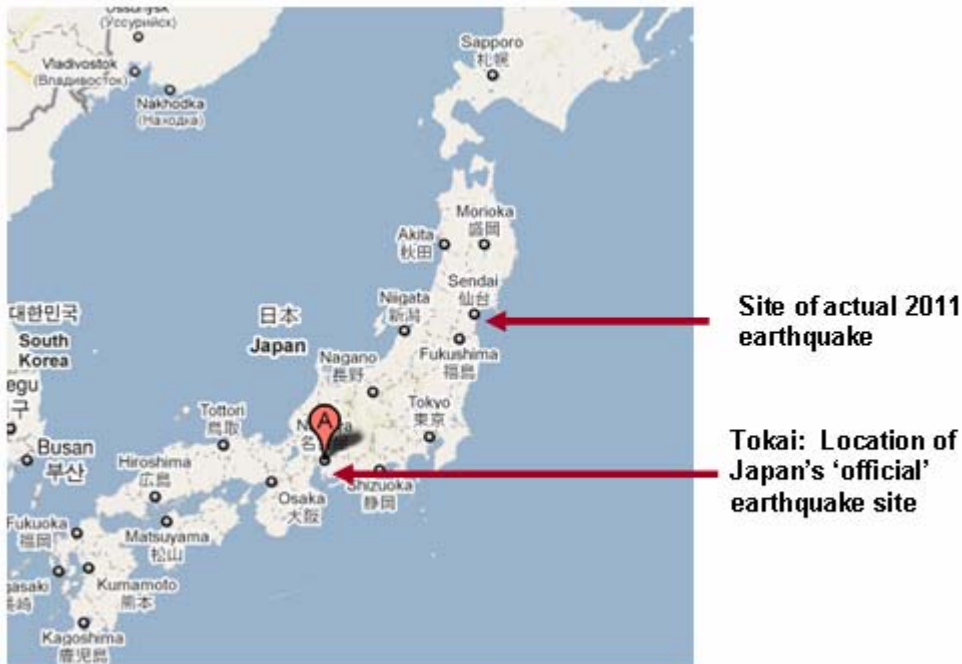 (Уссурийск)
Vladivostok
(Владивосток)
Nakhodka
(Находка)
Sapporo
札幌
Morioka
盛岡
Akita
秋田
Sendai
仙台
Niigata
新潟
Fukushima
福島
日本
Japan
Nagano
長野
Tokyo
東京
대한민국
South
Korea
egu
구
Busan
부산
Tottori
鳥取
A
Hiroshima
広島
Osaka
大阪
Shizuoka
静岡
Matsuyama
松山
Fukuoka
福岡
Kumamoto
熊本
gasaki
Kagoshima
鹿児島
Site of actual 2011
earthquake
Tokai: Location of
Japan's 'official'
earthquake site